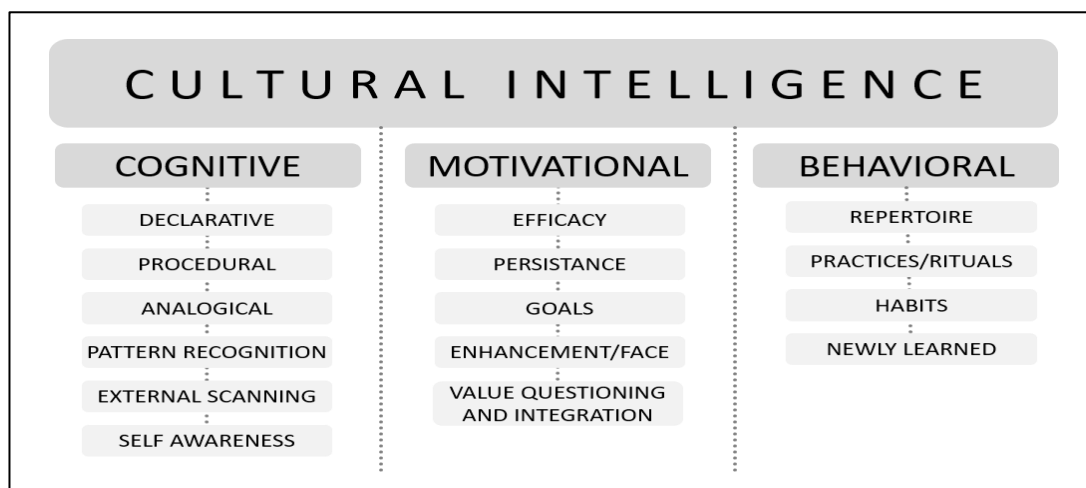 CULTURAL INTELLIGENCE
COGNITIVE
DECLARATIVE
PROCEDURAL
ANALOGICAL
PATTERN RECOGNITION
EXTERNAL SCANNING
SELF AWARENESS
MOTIVATIONAL
EFFICACY
PERSISTANCE
GOALS
ENHANCEMENT/FACE
VALUE QUESTIONING
AND INTEGRATION
BEHAVIORAL
REPERTOIRE
PRACTICES/RITUALS
HABITS
NEWLY LEARNED